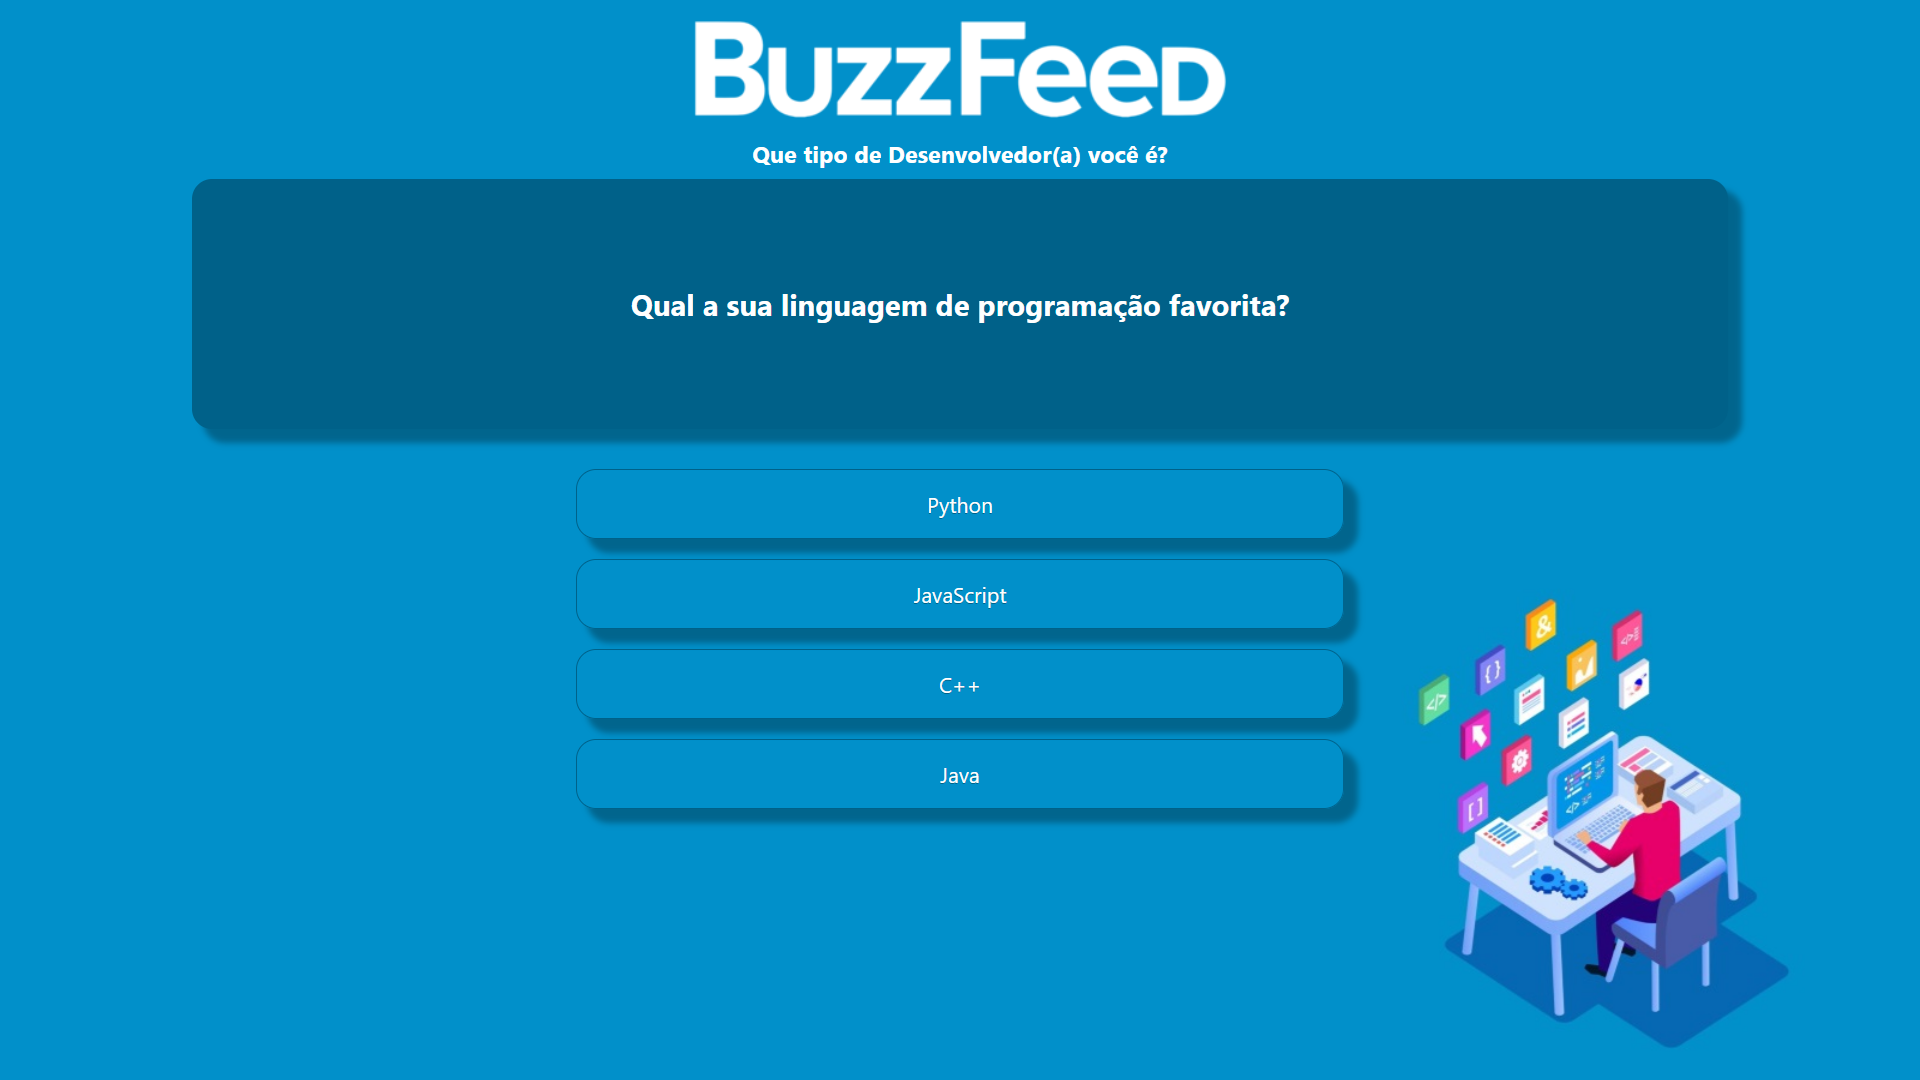 BuzzFeed
Que tipo de Desenvolvedor(a) você é?
Qual a sua linguagem de programação favorita?
Python
JavaScript
C++
Java